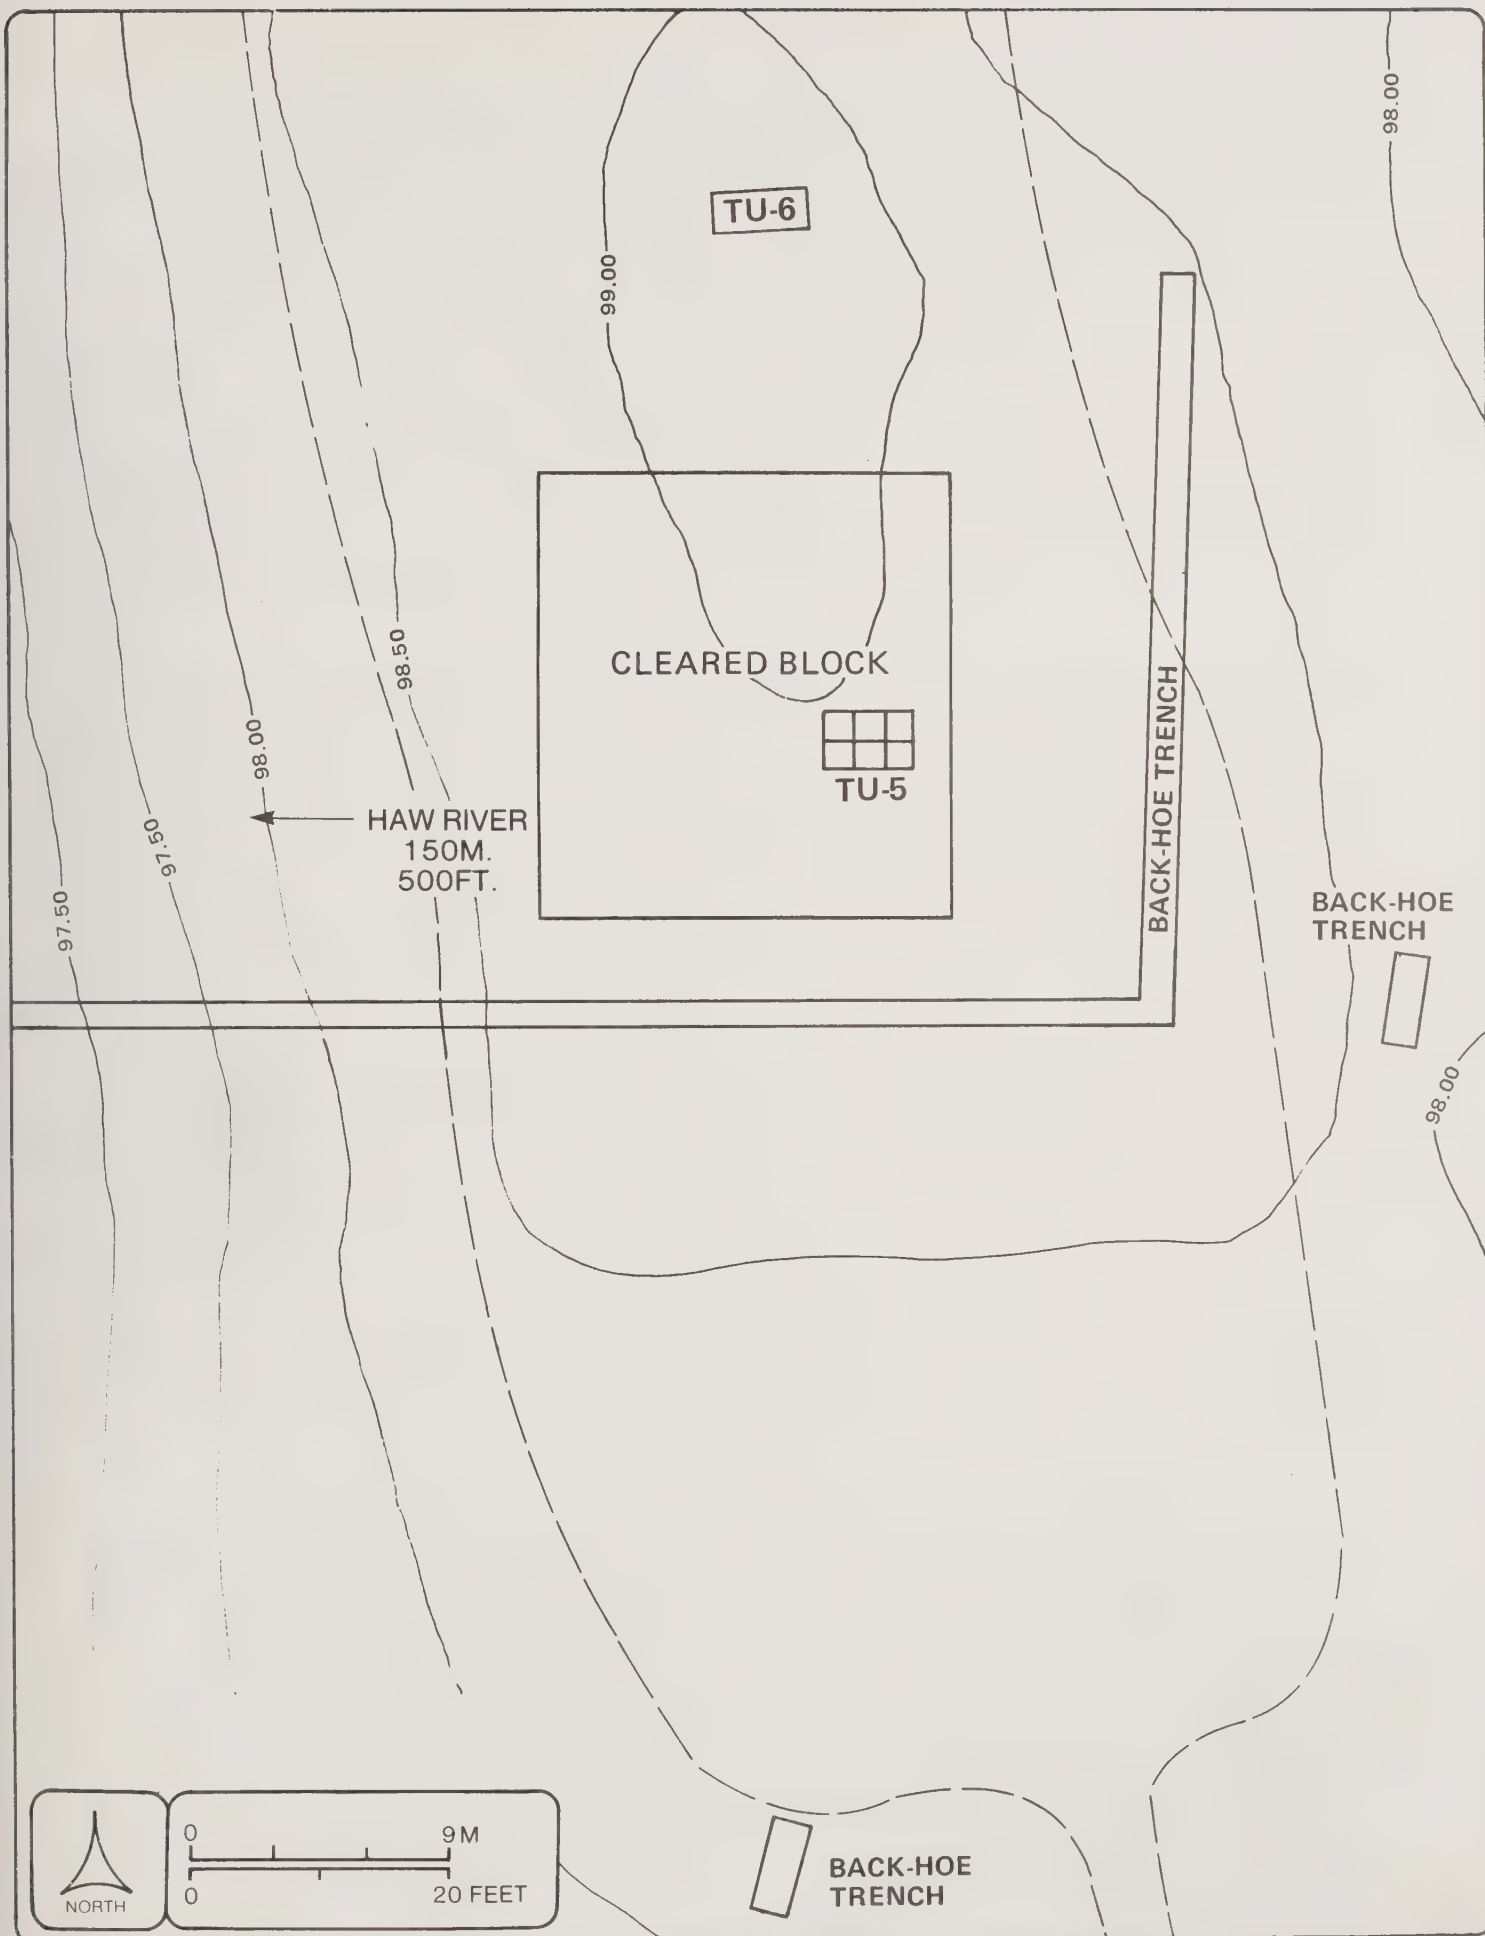 98.00
TU-6
99.00
CLEARED BLOCK
98.50
98.00
TU-5
HAW RIVER
150M.
500FT.
97.50
97.50
BACK-HOE TRENCH
BACK-HOE
TRENCH
98.00
0
9M
0
20 FEET
NORTH
BACK-HOE
TRENCH